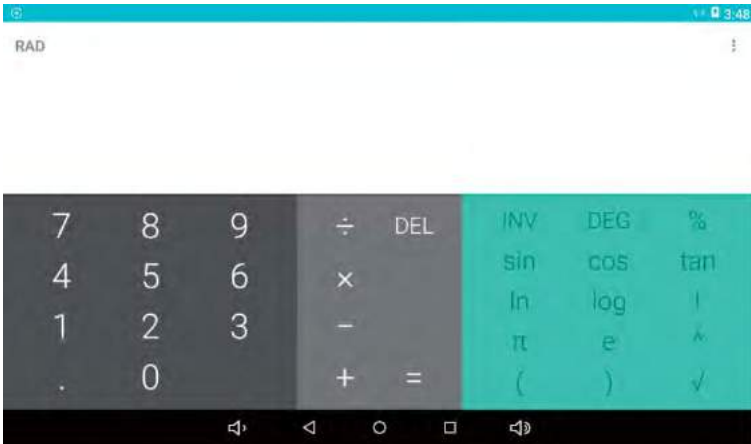 3:48
RAD
7 8 9 ÷ DEL INV DEG %
4 5 6 × sin cos tan
1 2 3 − ln log !
. 0 + = π e ^
( ) √